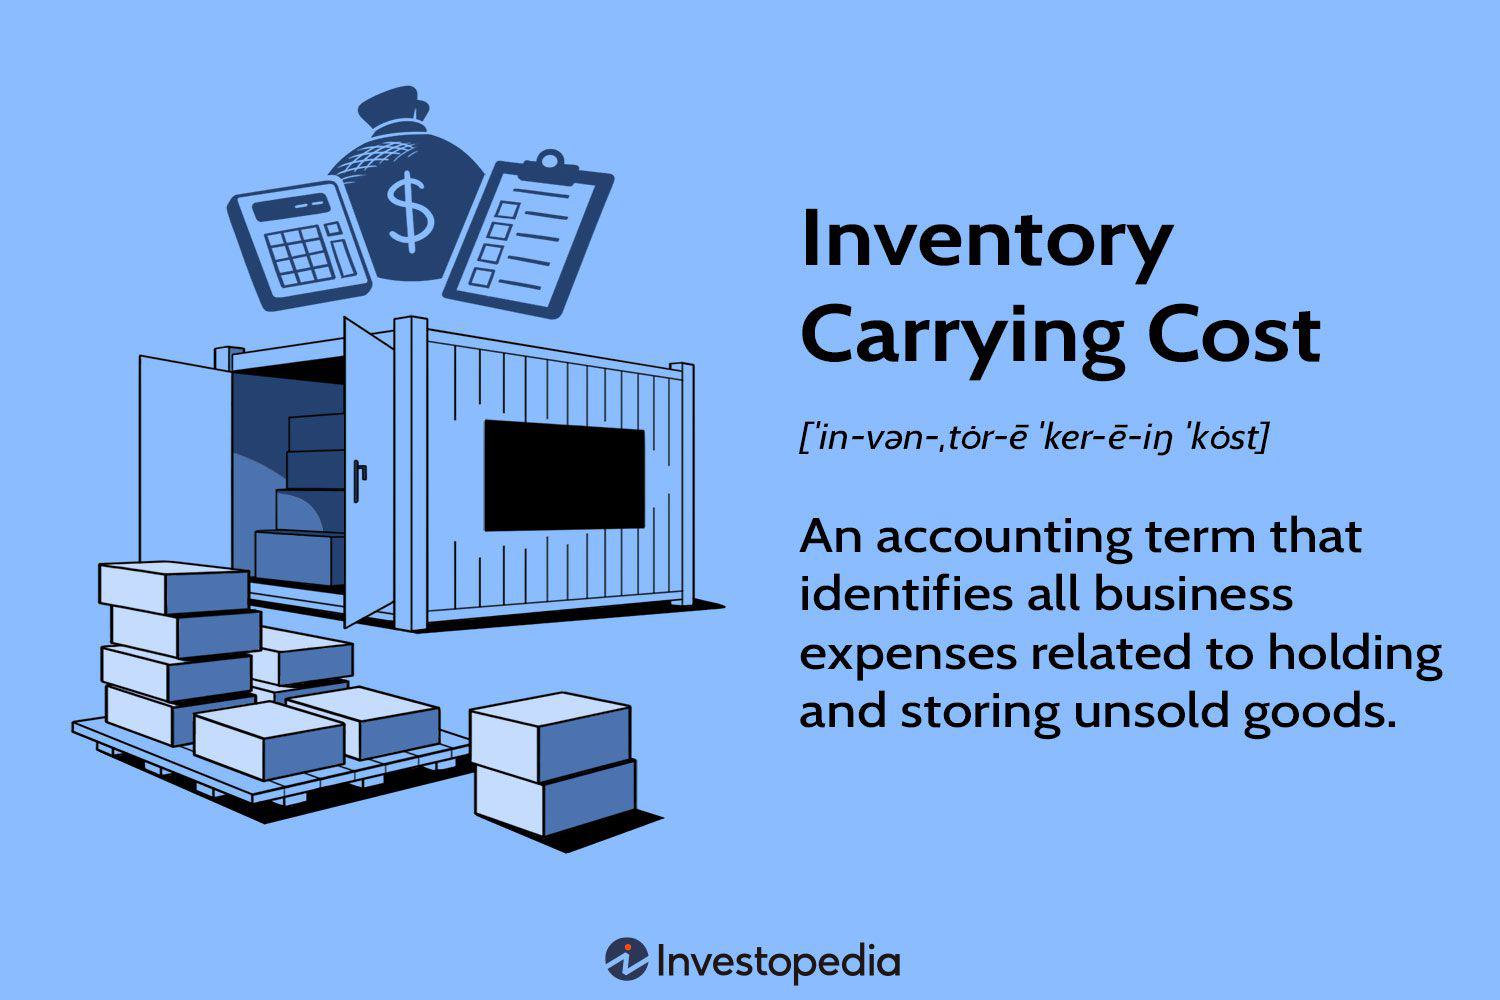 $
Inventory
Carrying Cost
[ˈin-vən-ˌtȯr-ē ˈker-ē-iŋ ˈkȯst]
An accounting term that
identifies all business
expenses related to holding
and storing unsold goods.
Investopedia